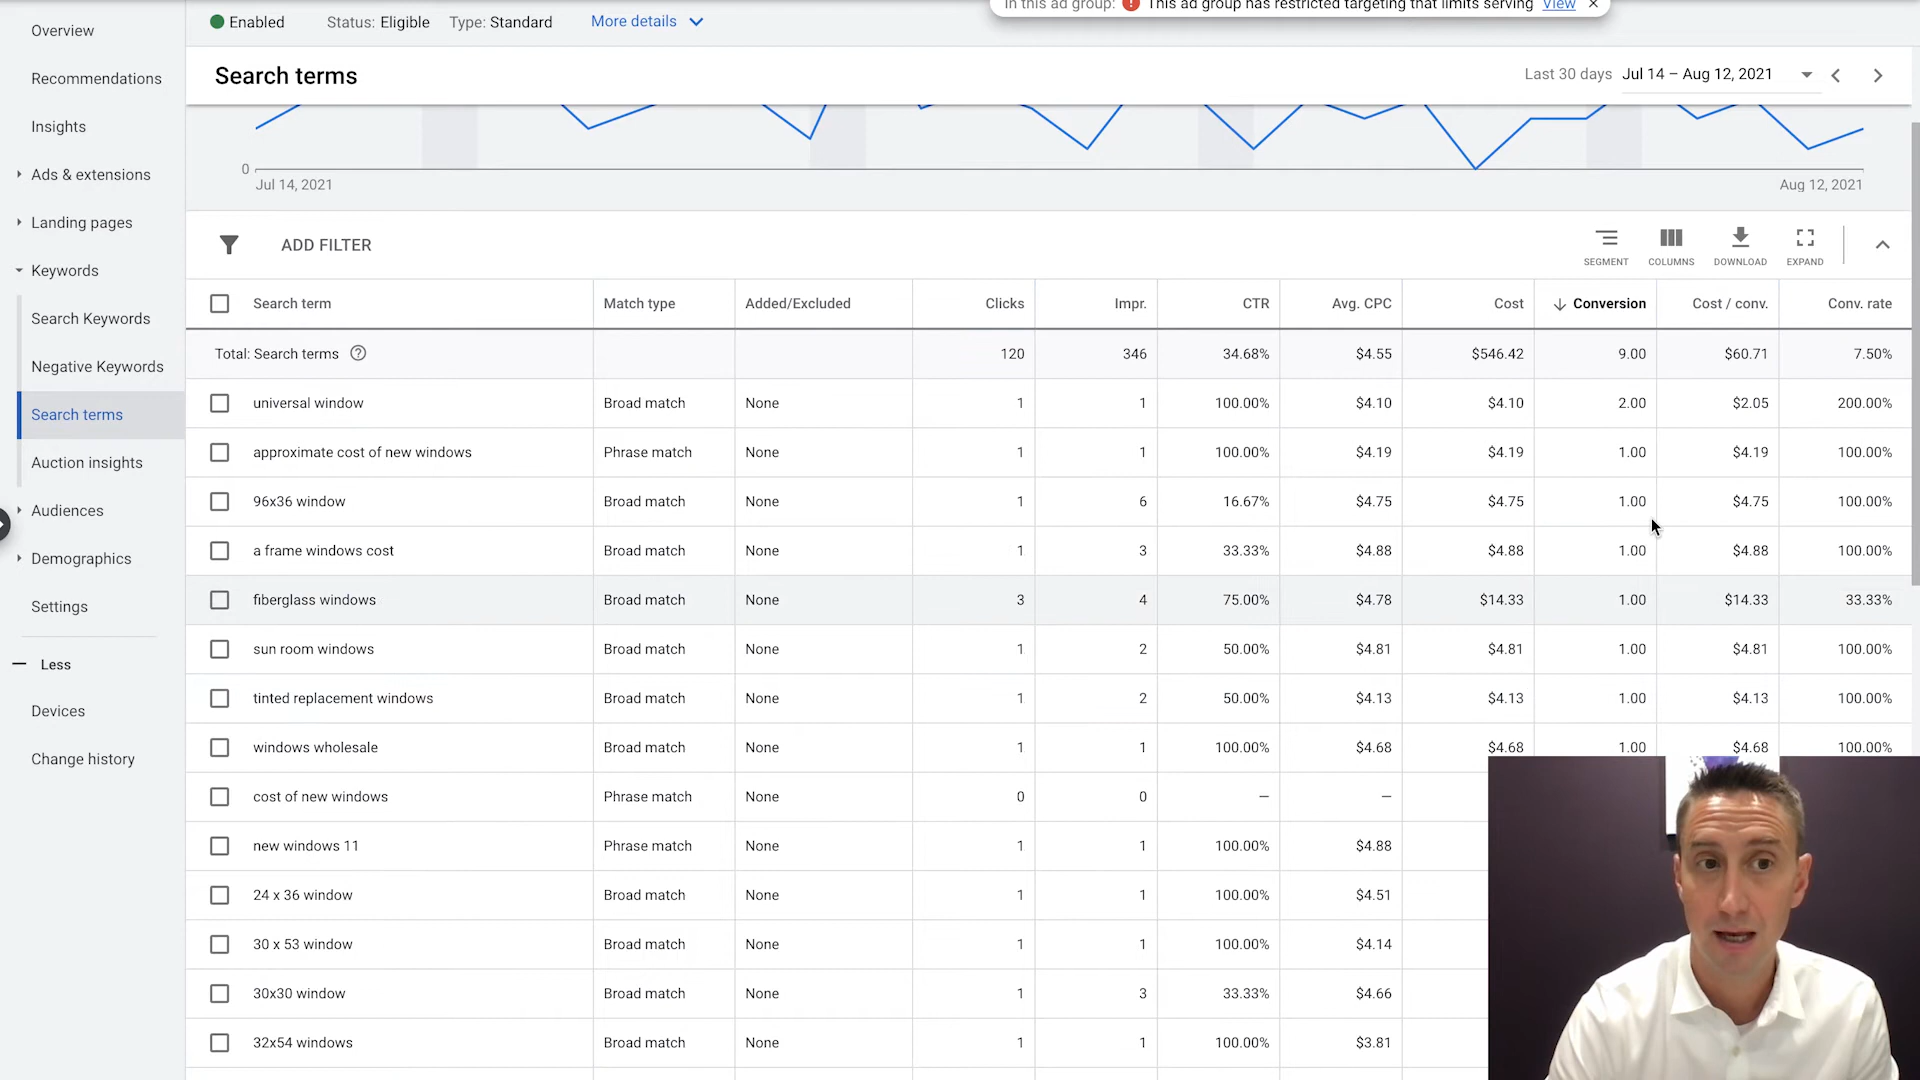 In this ad group: This ad group has restricted targeting that limits serving View
Enabled Status: Eligible Type: Standard More details
Search terms
Last 30 days Jul 14 – Aug 12, 2021
Overview
Recommendations
Insights
Ads & extensions
Landing pages
Keywords
Search Keywords
Negative Keywords
Search terms
Auction insights
Audiences
Demographics
Settings
Less
Devices
Change history
0
Jul 14, 2021
Aug 12, 2021
ADD FILTER
SEGMENT
COLUMNS
DOWNLOAD
EXPAND
Search term Match type Added/Excluded Clicks Impr. CTR Avg. CPC Cost Conversion Cost / conv. Conv. rate
Total: Search terms 120 346 34.68% $4.55 $546.42 9.00 $60.71 7.50%
universal window Broad match None 1 1 100.00% $4.10 $4.10 2.00 $2.05 200.00%
approximate cost of new windows Phrase match None 1 1 100.00% $4.19 $4.19 1.00 $4.19 100.00%
96x36 window Broad match None 1 6 16.67% $4.75 $4.75 1.00 $4.75 100.00%
a frame windows cost Broad match None 1 3 33.33% $4.88 $4.88 1.00 $4.88 100.00%
fiberglass windows Broad match None 3 4 75.00% $4.78 $14.33 1.00 $14.33 33.33%
sun room windows Broad match None 1 2 50.00% $4.81 $4.81 1.00 $4.81 100.00%
tinted replacement windows Broad match None 1 2 50.00% $4.13 $4.13 1.00 $4.13 100.00%
windows wholesale Broad match None 1 1 100.00% $4.68 $4.68 1.00 $4.68 100.00%
cost of new windows Phrase match None 0 0 — —
new windows 11 Phrase match None 1 1 100.00% $4.88
24 x 36 window Broad match None 1 1 100.00% $4.51
30 x 53 window Broad match None 1 1 100.00% $4.14
30x30 window Broad match None 1 3 33.33% $4.66
32x54 windows Broad match None 1 1 100.00% $3.81